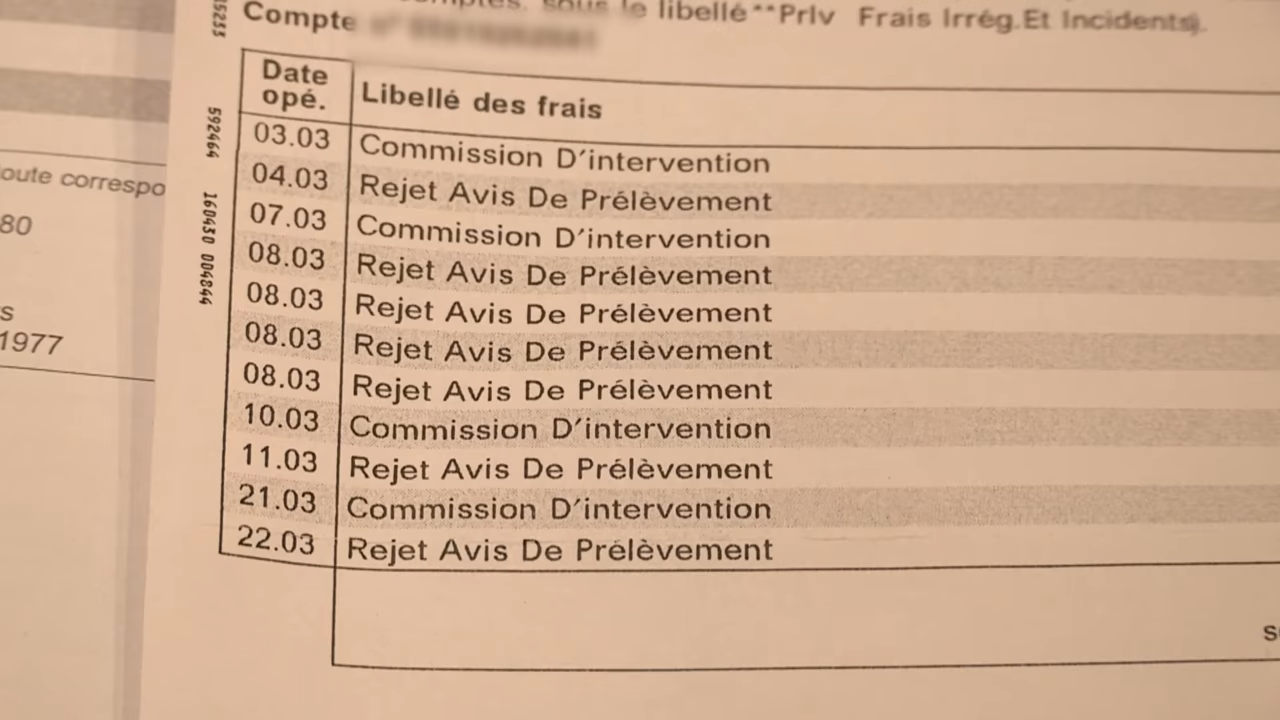 sous le libellé **Prlv Frais Irrég.Et Incidents).
Compte
Date opé. Libellé des frais
03.03 Commission D'intervention
04.03 Rejet Avis De Prélèvement
07.03 Commission D'intervention
08.03 Rejet Avis De Prélèvement
08.03 Rejet Avis De Prélèvement
08.03 Rejet Avis De Prélèvement
08.03 Rejet Avis De Prélèvement
10.03 Commission D'intervention
11.03 Rejet Avis De Prélèvement
21.03 Commission D'intervention
22.03 Rejet Avis De Prélèvement
592464 160430 004844
oute correspo
80
s
1977